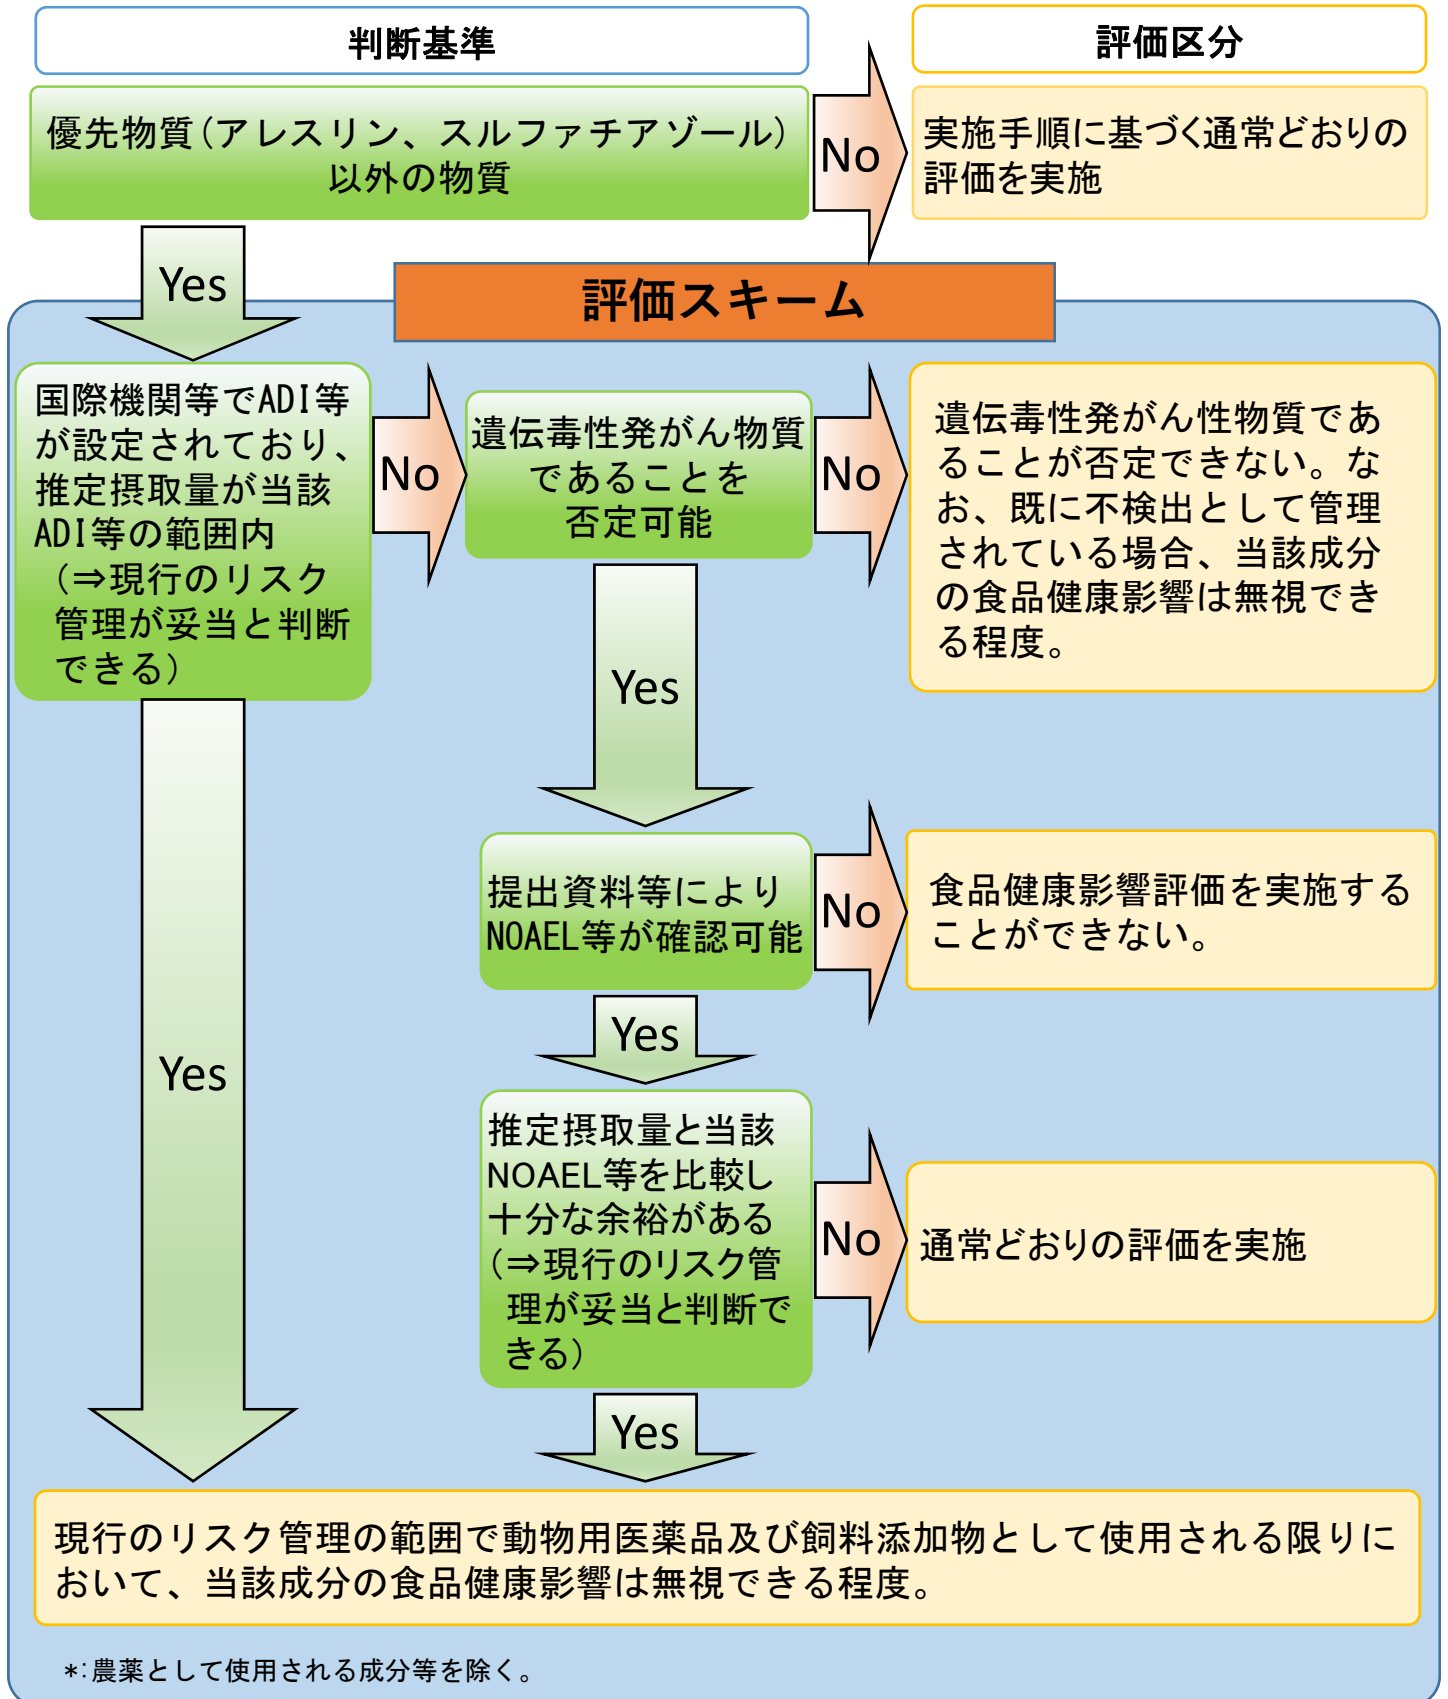 判断基準
評価区分
優先物質(アレスリン、スルファチアゾール)
以外の物質
No
実施手順に基づく通常どおりの
評価を実施
Yes
評価スキーム
国際機関等でADI等
が設定されており、
推定摂取量が当該
ADI等の範囲内
(⇒現行のリスク
管理が妥当と判断
できる)
No
遺伝毒性発がん物質
であることを
否定可能
No
遺伝毒性発がん性物質であ
ることが否定できない。な
お、既に不検出として管理
されている場合、当該成分
の食品健康影響は無視でき
る程度。
Yes
提出資料等により
NOAEL等が確認可能
No
食品健康影響評価を実施する
ことができない。
Yes
Yes
推定摂取量と当該
NOAEL等を比較し
十分な余裕がある
(⇒現行のリスク管
理が妥当と判断で
きる)
No
通常どおりの評価を実施
Yes
現行のリスク管理の範囲で動物用医薬品及び飼料添加物として使用される限りに
おいて、当該成分の食品健康影響は無視できる程度。
*:農薬として使用される成分等を除く。